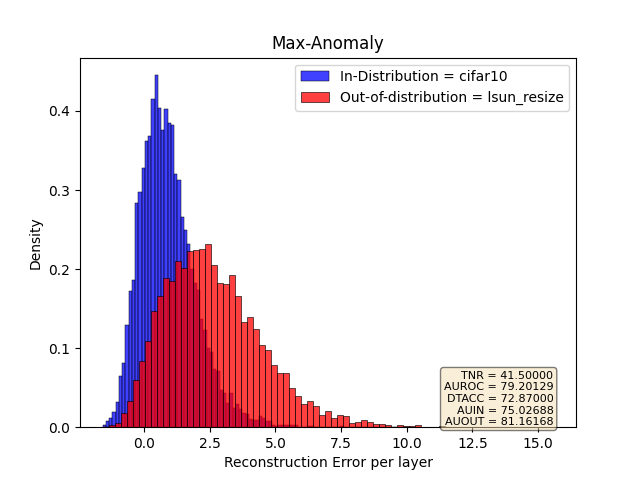 Max-Anomaly
In-Distribution = cifar10
Out-of-distribution = lsun_resize
Density
0.4
0.3
0.2
0.1
0.0
TNR = 41.50000
AUROC = 79.20129
DTACC = 72.87000
AUIN = 75.02688
AUOUT = 81.16168
0.0 2.5 5.0 7.5 10.0 12.5 15.0
Reconstruction Error per layer